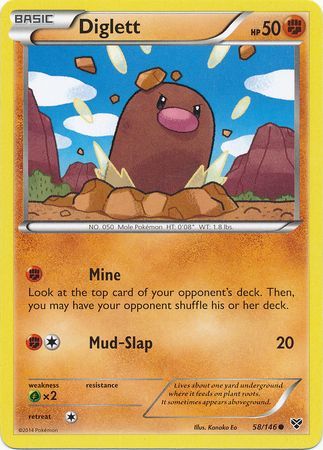 BASIC
Diglett
HP 50
NO. 050 Mole Pokémon HT: 0'08" WT: 1.8 lbs.
Mine
Look at the top card of your opponent's deck. Then,
you may have your opponent shuffle his or her deck.
Mud-Slap 20
weakness resistance
×2
retreat
Lives about one yard underground
where it feeds on plant roots.
It sometimes appears aboveground.
©2014 Pokémon
Illus. Kanako Eo
58/146
XY